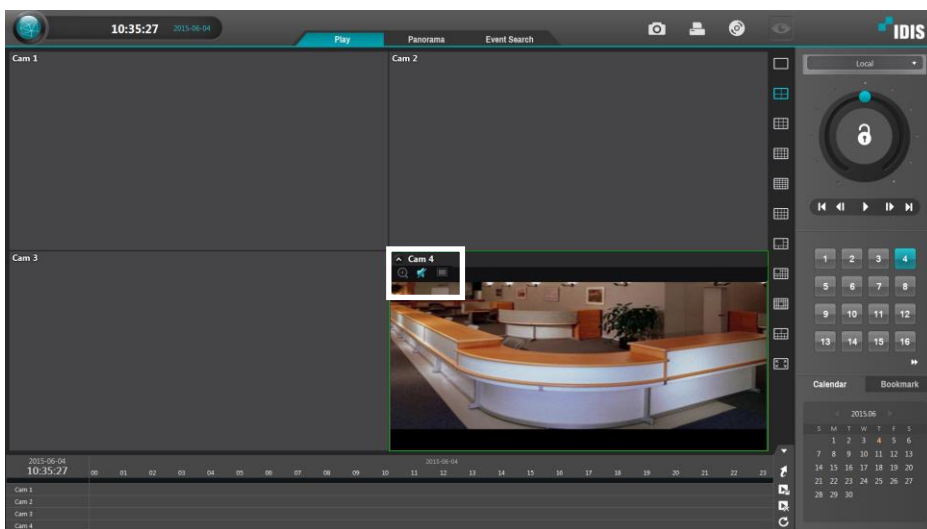 10:35:27 2015-06-04
Play Panorama Event Search
IDIS
Cam 1
Cam 2
Local
Cam 3
Cam 4
1 2 3 4
5 6 7 8
9 10 11 12
13 14 15 16
Calendar Bookmark
2015.06
S M T W T F S
1 2 3 4 5 6
7 8 9 10 11 12 13
14 15 16 17 18 19 20
21 22 23 24 25 26 27
28 29 30
2015-06-04
10:35:27
2015-06-04
00 01 02 03 04 05 06 07 08 09 10 11 12 13 14 15 16 17 18 19 20 21 22 23
Cam 1
Cam 2
Cam 3
Cam 4